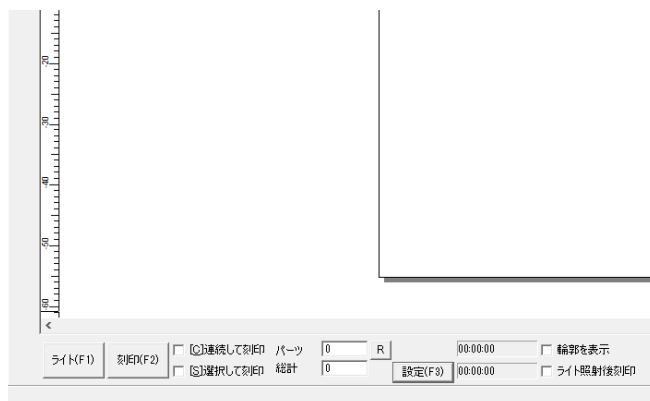 -20
-30
-40
-50
-60
<
ライト(F1)
刻印(F2)
[C]連続して刻印
パーツ
0
R
00:00:00
輪郭を表示
[S]選択して刻印
総計
0
設定(F3)
00:00:00
ライト照射後刻印